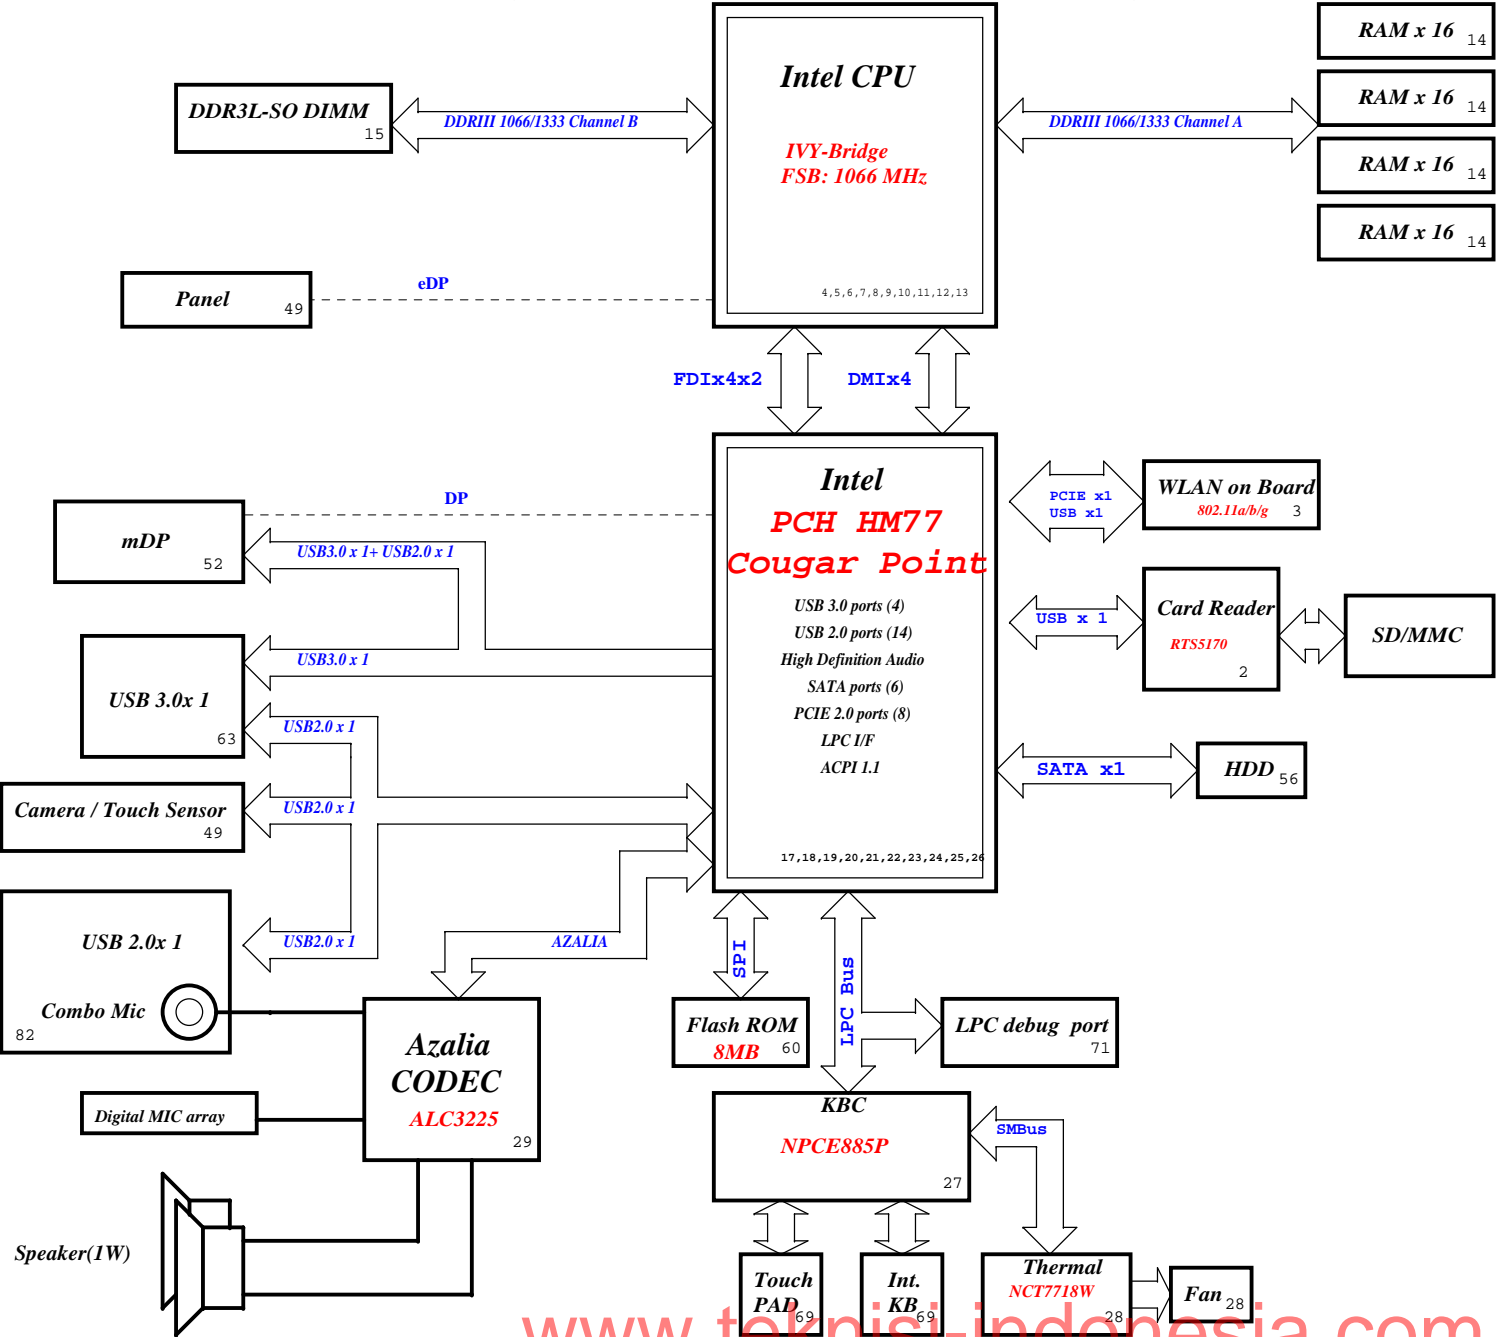 Intel CPU
IVY-Bridge
FSB: 1066 MHz
4,5,6,7,8,9,10,11,12,13
DDR3L-SO DIMM
15
DDRIII 1066/1333 Channel B
DDRIII 1066/1333 Channel A
RAM x 16 14
RAM x 16 14
RAM x 16 14
RAM x 16 14
Panel 49
eDP
FDIx4x2
DMIx4
Intel
PCH HM77
Cougar Point
USB 3.0 ports (4)
USB 2.0 ports (14)
High Definition Audio
SATA ports (6)
PCIE 2.0 ports (8)
LPC I/F
ACPI 1.1
17,18,19,20,21,22,23,24,25,26
mDP
52
DP
USB3.0 x 1+ USB2.0 x 1
USB3.0 x 1
USB 3.0x 1
63
USB2.0 x 1
Camera / Touch Sensor
49
USB2.0 x 1
USB 2.0x 1
USB2.0 x 1
Combo Mic
82
AZALIA
PCIE x1
USB x1
WLAN on Board
802.11a/b/g 3
USB x 1
Card Reader
RTS5170
2
SD/MMC
SATA x1
HDD 56
SPI
LPC Bus
Flash ROM
8MB 60
LPC debug port
71
Azalia
CODEC
ALC3225
29
Digital MIC array
Speaker(1W)
KBC
NPCE885P
27
SMBus
Touch
PAD 69
Int.
KB 69
Thermal
NCT7718W
28
Fan 28
www.teknisi-indonesia.com